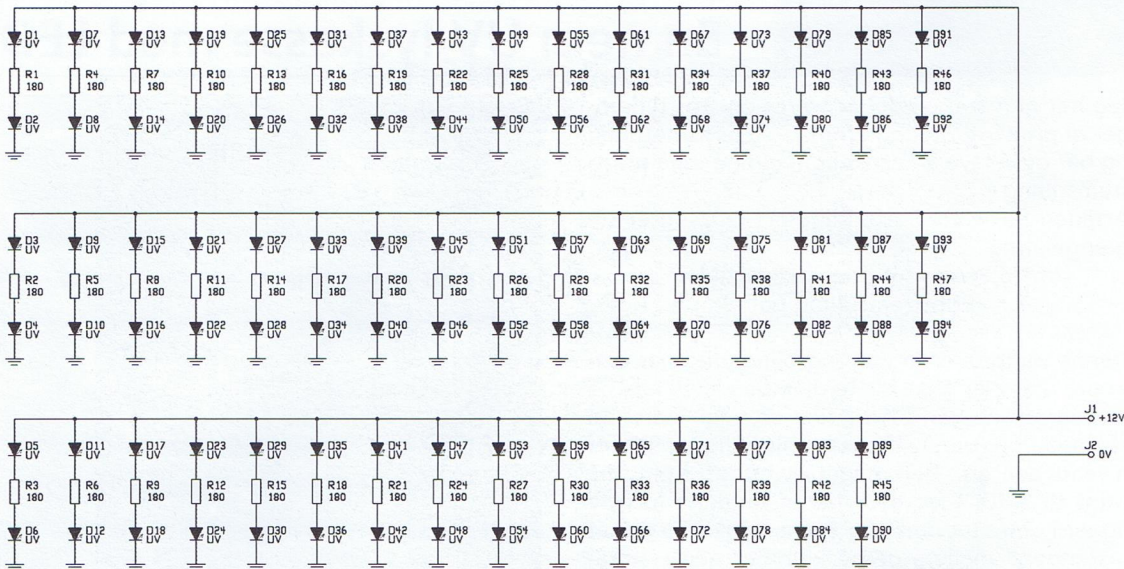 D1 D7 D13 D19 D25 D31 D37 D43 D49 D55 D61 D67 D73 D79 D85 D91
UV UV UV UV UV UV UV UV UV UV UV UV UV UV UV UV
R1 R4 R7 R10 R13 R16 R19 R22 R25 R28 R31 R34 R37 R40 R43 R46
180 180 180 180 180 180 180 180 180 180 180 180 180 180 180 180
D2 D8 D14 D20 D26 D32 D38 D44 D50 D56 D62 D68 D74 D80 D86 D92
UV UV UV UV UV UV UV UV UV UV UV UV UV UV UV UV
D3 D9 D15 D21 D27 D33 D39 D45 D51 D57 D63 D69 D75 D81 D87 D93
UV UV UV UV UV UV UV UV UV UV UV UV UV UV UV UV
R2 R5 R8 R11 R14 R17 R20 R23 R26 R29 R32 R35 R38 R41 R44 R47
180 180 180 180 180 180 180 180 180 180 180 180 180 180 180 180
D4 D10 D16 D22 D28 D34 D40 D46 D52 D58 D64 D70 D76 D82 D88 D94
UV UV UV UV UV UV UV UV UV UV UV UV UV UV UV UV
J1
+12V
D5 D11 D17 D23 D29 D35 D41 D47 D53 D59 D65 D71 D77 D83 D89
UV UV UV UV UV UV UV UV UV UV UV UV UV UV UV
J2
0V
R3 R6 R9 R12 R15 R18 R21 R24 R27 R30 R33 R36 R39 R42 R45
180 180 180 180 180 180 180 180 180 180 180 180 180 180 180
D6 D12 D18 D24 D30 D36 D42 D48 D54 D60 D66 D72 D78 D84 D90
UV UV UV UV UV UV UV UV UV UV UV UV UV UV UV